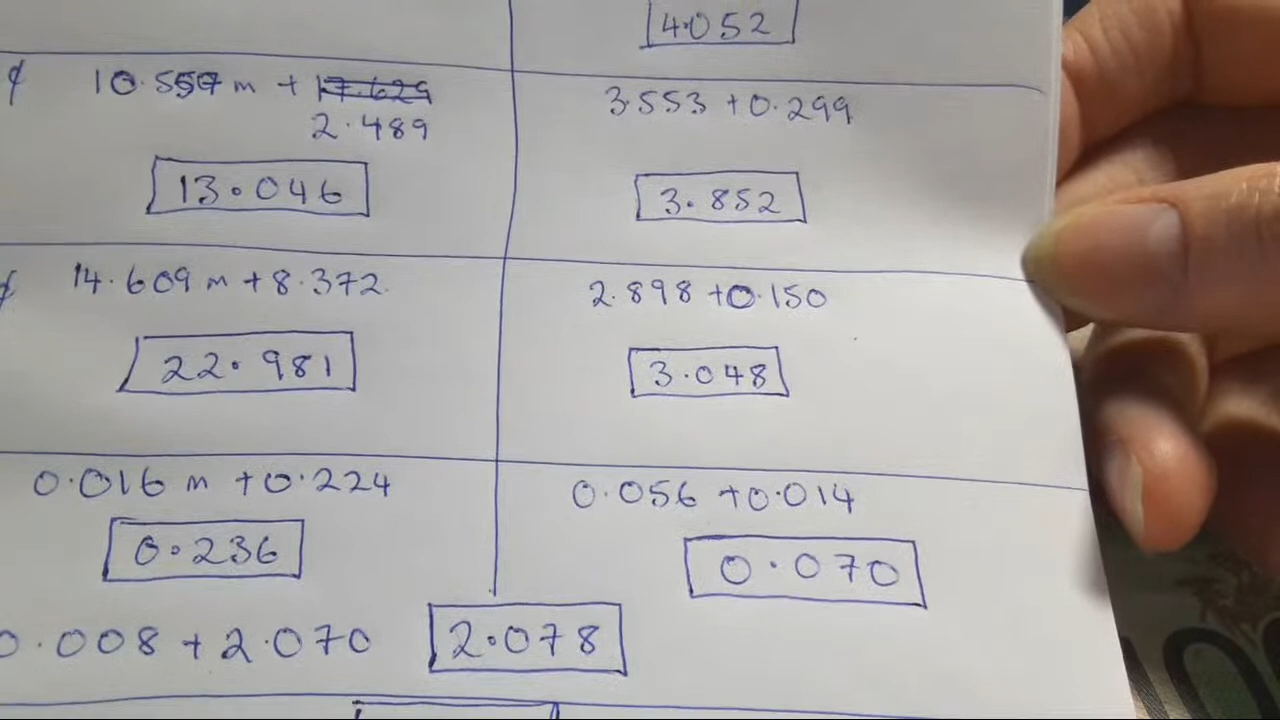 4.052
¢ 10.557 m + 17.629
2.489
13.046
3.553 + 0.299
3.852
¢ 14.609 m + 8.372
22.981
2.898 + 0.150
3.048
0.016 m + 0.224
0.236
0.056 + 0.014
0.070
0.008 + 2.070 2.078